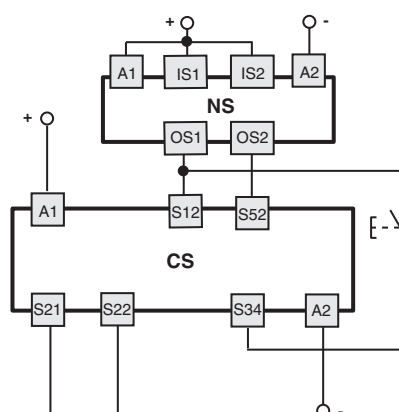 + -
A1 IS1 IS2 A2
NS
OS1 OS2
+
A1 S12 S52
CS
S21 S22 S34 A2
-